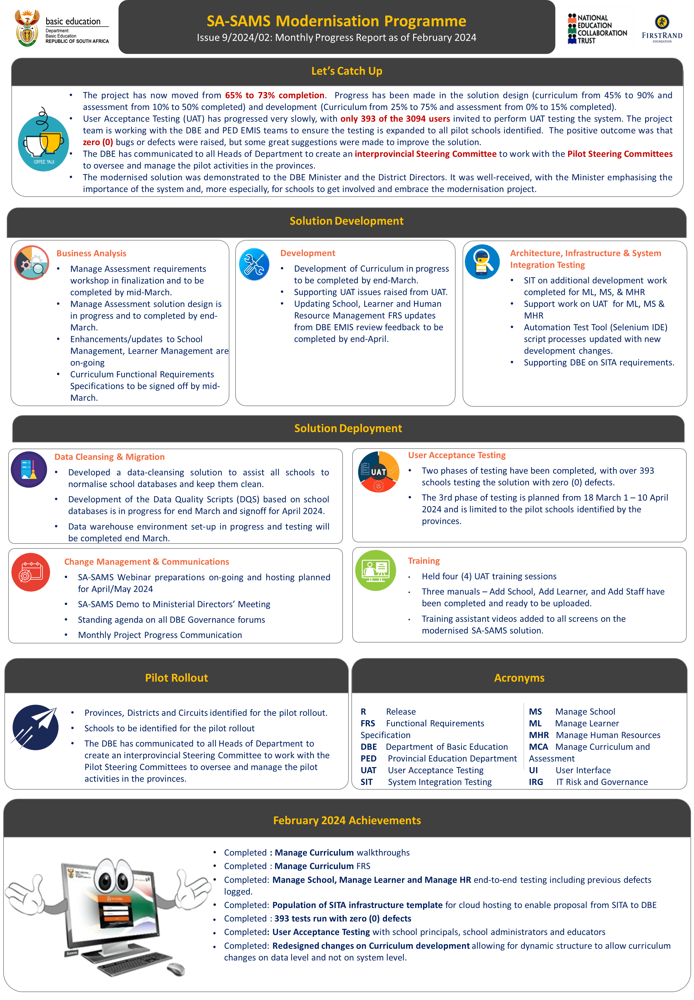 basic education
Department:
Basic Education
REPUBLIC OF SOUTH AFRICA
SA-SAMS Modernisation Programme
Issue 9/2024/02: Monthly Progress Report as of February 2024
NATIONAL
EDUCATION
COLLABORATION
TRUST
FIRSTRAND
FOUNDATION
Let's Catch Up
• The project has now moved from 65% to 73% completion. Progress has been made in the solution design (curriculum from 45% to 90% and
assessment from 10% to 50% completed) and development (Curriculum from 25% to 75% and assessment from 0% to 15% completed).
• User Acceptance Testing (UAT) has progressed very slowly, with only 393 of the 3094 users invited to perform UAT testing the system. The project
team is working with the DBE and PED EMIS teams to ensure the testing is expanded to all pilot schools identified. The positive outcome was that
zero (0) bugs or defects were raised, but some great suggestions were made to improve the solution.
• The DBE has communicated to all Heads of Department to create an interprovincial Steering Committee to work with the Pilot Steering Committees
to oversee and manage the pilot activities in the provinces.
• The modernised solution was demonstrated to the DBE Minister and the District Directors. It was well-received, with the Minister emphasising the
importance of the system and, more especially, for schools to get involved and embrace the modernisation project.
COFFEE TALK
Solution Development
Business Analysis
• Manage Assessment requirements
workshop in finalization and to be
completed by mid-March.
• Manage Assessment solution design is
in progress and to completed by end-
March.
• Enhancements/updates to School
Management, Learner Management are
on-going
• Curriculum Functional Requirements
Specifications to be signed off by mid-
March.
Development
• Development of Curriculum in progress
to be completed by end-March.
• Supporting UAT issues raised from UAT.
• Updating School, Learner and Human
Resource Management FRS updates
from DBE EMIS review feedback to be
completed by end-April.
Architecture, Infrastructure & System
Integration Testing
• SIT on additional development work
completed for ML, MS, & MHR
• Support work on UAT for ML, MS &
MHR
• Automation Test Tool (Selenium IDE)
script processes updated with new
development changes.
• Supporting DBE on SITA requirements.
Solution Deployment
Data Cleansing & Migration
• Developed a data-cleansing solution to assist all schools to
normalise school databases and keep them clean.
• Development of the Data Quality Scripts (DQS) based on school
databases is in progress for end March and signoff for April 2024.
• Data warehouse environment set-up in progress and testing will
be completed end March.
UAT
User Acceptance Testing
• Two phases of testing have been completed, with over 393
schools testing the solution with zero (0) defects.
• The 3rd phase of testing is planned from 18 March 1 – 10 April
2024 and is limited to the pilot schools identified by the
provinces.
Change Management & Communications
• SA-SAMS Webinar preparations on-going and hosting planned
for April/May 2024
• SA-SAMS Demo to Ministerial Directors' Meeting
• Standing agenda on all DBE Governance forums
• Monthly Project Progress Communication
Training
• Held four (4) UAT training sessions
• Three manuals – Add School, Add Learner, and Add Staff have
been completed and ready to be uploaded.
• Training assistant videos added to all screens on the
modernised SA-SAMS solution.
Pilot Rollout
• Provinces, Districts and Circuits identified for the pilot rollout.
• Schools to be identified for the pilot rollout
• The DBE has communicated to all Heads of Department to
create an interprovincial Steering Committee to work with the
Pilot Steering Committees to oversee and manage the pilot
activities in the provinces.
Acronyms
R Release
FRS Functional Requirements
Specification
DBE Department of Basic Education
PED Provincial Education Department
UAT User Acceptance Testing
SIT System Integration Testing
MS Manage School
ML Manage Learner
MHR Manage Human Resources
MCA Manage Curriculum and
Assessment
UI User Interface
IRG IT Risk and Governance
February 2024 Achievements
• Completed : Manage Curriculum walkthroughs
• Completed : Manage Curriculum FRS
• Completed: Manage School, Manage Learner and Manage HR end-to-end testing including previous defects
logged.
• Completed: Population of SITA infrastructure template for cloud hosting to enable proposal from SITA to DBE
• Completed : 393 tests run with zero (0) defects
• Completed: User Acceptance Testing with school principals, school administrators and educators
• Completed: Redesigned changes on Curriculum development allowing for dynamic structure to allow curriculum
changes on data level and not on system level.